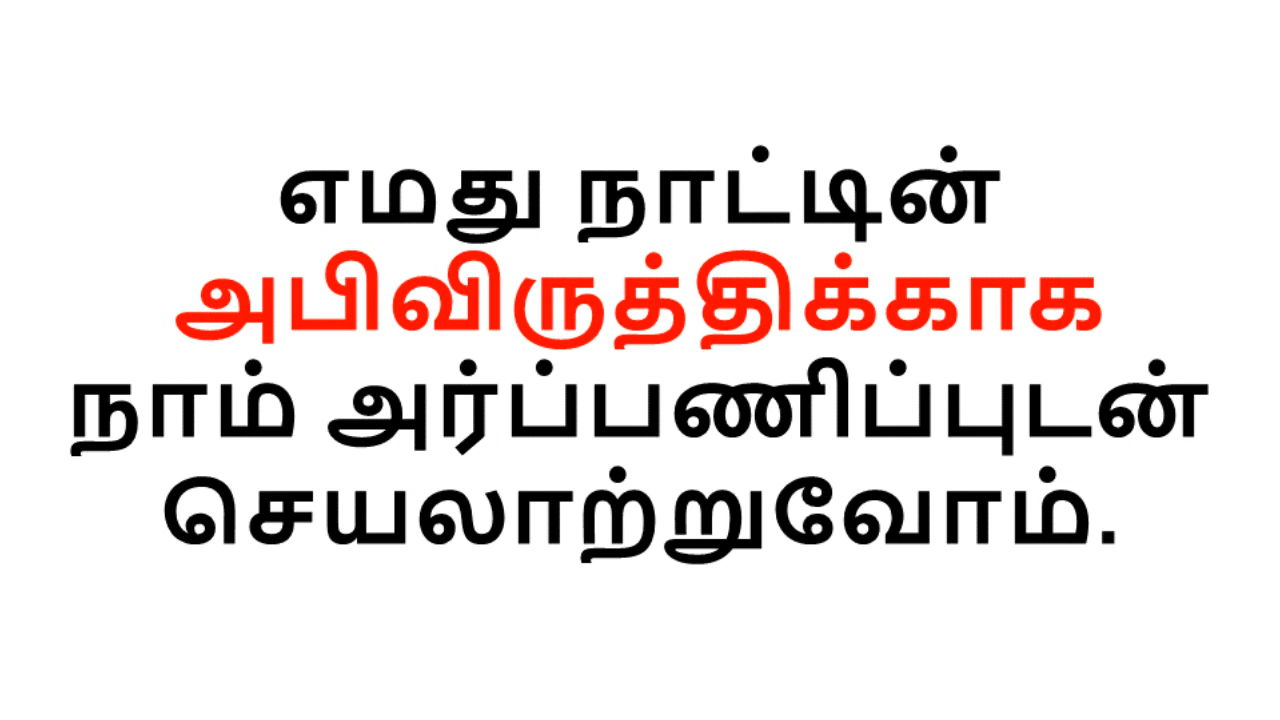 எமது நாட்டின்
அபிவிருத்திக்காக
நாம் அர்ப்பணிப்புடன்
செயலாற்றுவோம்.